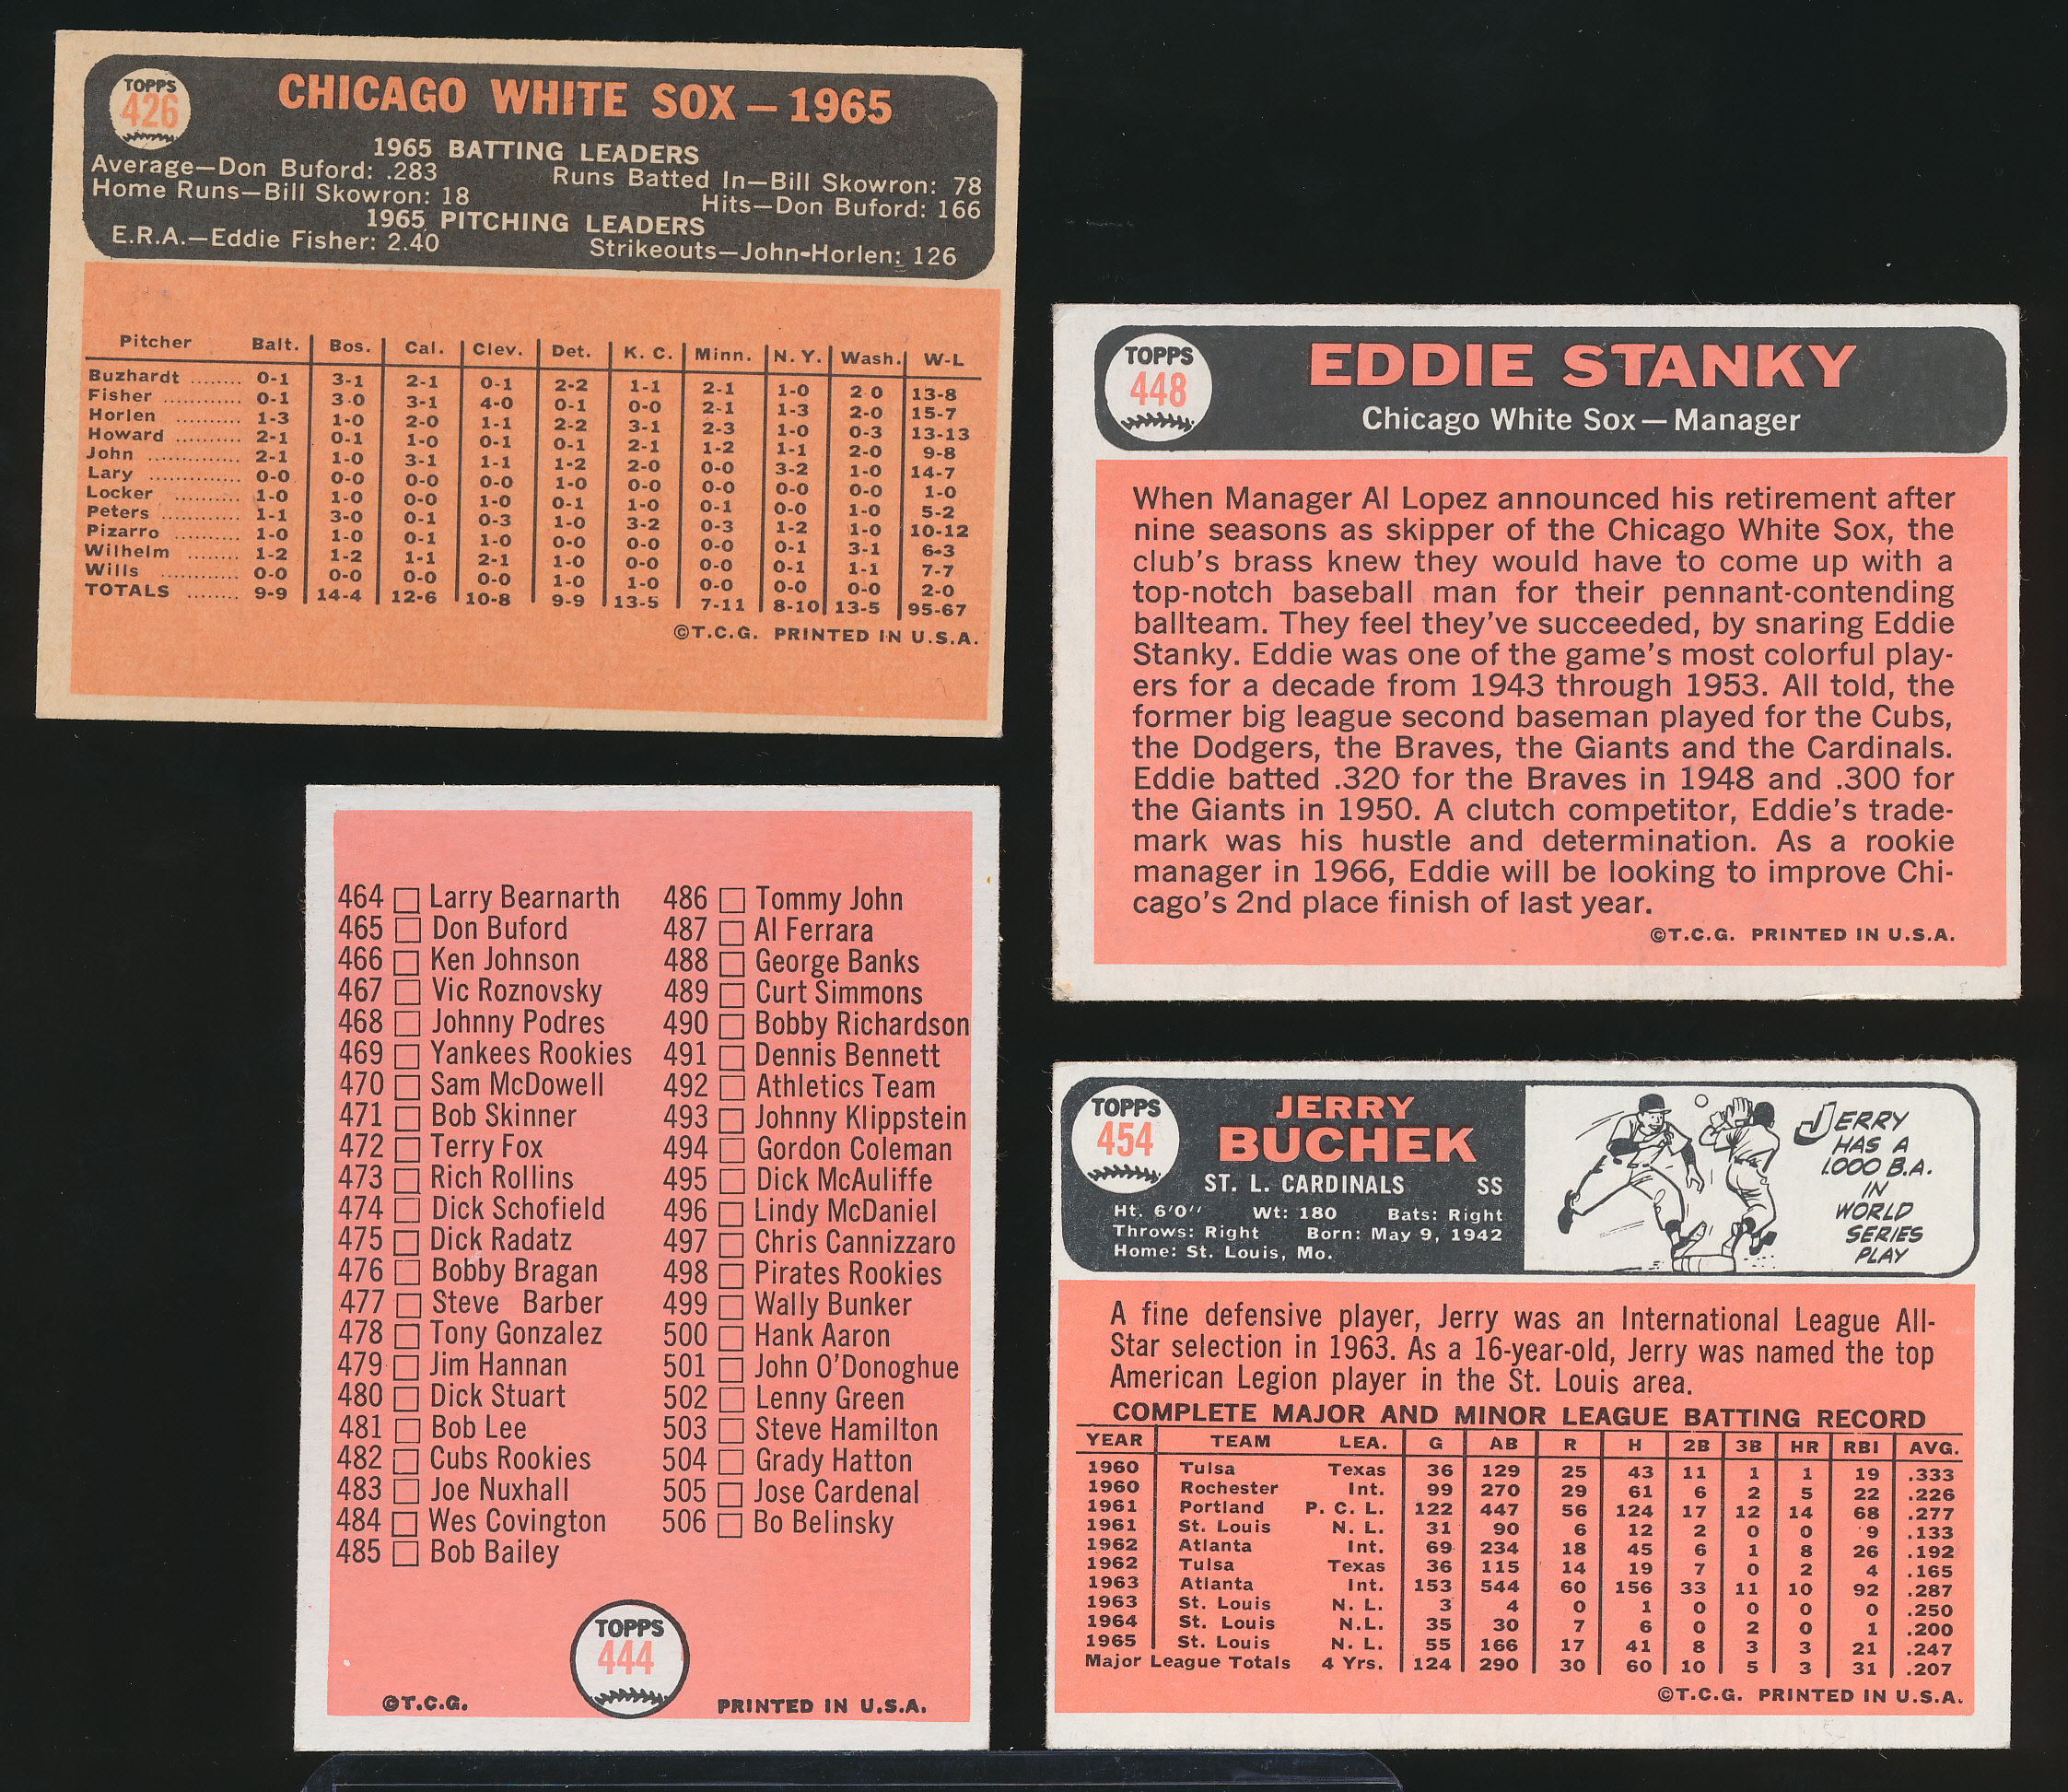 TOPPS
426
CHICAGO WHITE SOX—1965
1965 BATTING LEADERS
Average—Don Buford: .283 Runs Batted In—Bill Skowron: 78
Home Runs—Bill Skowron: 18 Hits—Don Buford: 166
1965 PITCHING LEADERS
E.R.A.—Eddie Fisher: 2.40 Strikeouts—John-Horlen: 126
Pitcher Balt. Bos. Cal. Clev. Det. K. C. Minn. N. Y. Wash. W-L
Buzhardt ........ 0-1 3-1 2-1 0-1 2-2 1-1 2-1 1-0 2 0 13-8
Fisher ............ 0-1 3-0 3-1 4-0 0-1 0-0 2-1 1-3 2-0 15-7
Horlen .......... 1-3 1-0 2-0 1-1 2-2 3-1 2-3 1-0 0-3 13-13
Howard .......... 2-1 0-1 1-0 0-1 0-1 2-1 1-2 1-1 2-0 9-8
John .............. 2-1 1-0 3-1 1-1 1-2 2-0 0-0 3-2 1-0 14-7
Lary .............. 0-0 0-0 0-0 0-0 1-0 0-0 0-0 0-0 0-0 1-0
Locker .......... 1-0 1-0 0-0 1-0 0-1 1-0 0-1 0-0 1-0 5-2
Peters ............ 1-1 3-0 0-1 0-3 1-0 3-2 0-3 1-2 1-0 10-12
Pizarro .......... 1-0 1-0 0-1 1-0 0-0 0-0 0-0 0-1 3-1 6-3
Wilhelm ........ 1-2 1-2 1-1 2-1 1-0 0-0 0-0 0-1 1-1 7-7
Wills ............ 0-0 0-0 0-0 0-0 1-0 1-0 0-0 0-0 0-0 2-0
TOTALS ........ 9-9 14-4 12-6 10-8 9-9 13-5 7-11 8-10 13-5 95-67
©T.C.G. PRINTED IN U.S.A.
TOPPS
448
EDDIE STANKY
Chicago White Sox—Manager
When Manager Al Lopez announced his retirement after
nine seasons as skipper of the Chicago White Sox, the
club's brass knew they would have to come up with a
top-notch baseball man for their pennant-contending
ballteam. They feel they've succeeded, by snaring Eddie
Stanky. Eddie was one of the game's most colorful play-
ers for a decade from 1943 through 1953. All told, the
former big league second baseman played for the Cubs,
the Dodgers, the Braves, the Giants and the Cardinals.
Eddie batted .320 for the Braves in 1948 and .300 for
the Giants in 1950. A clutch competitor, Eddie's trade-
mark was his hustle and determination. As a rookie
manager in 1966, Eddie will be looking to improve Chi-
cago's 2nd place finish of last year.
©T.C.G. PRINTED IN U.S.A.
464 Larry Bearnarth
465 Don Buford
466 Ken Johnson
467 Vic Roznovsky
468 Johnny Podres
469 Yankees Rookies
470 Sam McDowell
471 Bob Skinner
472 Terry Fox
473 Rich Rollins
474 Dick Schofield
475 Dick Radatz
476 Bobby Bragan
477 Steve Barber
478 Tony Gonzalez
479 Jim Hannan
480 Dick Stuart
481 Bob Lee
482 Cubs Rookies
483 Joe Nuxhall
484 Wes Covington
485 Bob Bailey
486 Tommy John
487 Al Ferrara
488 George Banks
489 Curt Simmons
490 Bobby Richardson
491 Dennis Bennett
492 Athletics Team
493 Johnny Klippstein
494 Gordon Coleman
495 Dick McAuliffe
496 Lindy McDaniel
497 Chris Cannizzaro
498 Pirates Rookies
499 Wally Bunker
500 Hank Aaron
501 John O'Donoghue
502 Lenny Green
503 Steve Hamilton
504 Grady Hatton
505 Jose Cardenal
506 Bo Belinsky
TOPPS
444
©T.C.G. PRINTED IN U.S.A.
TOPPS
454
JERRY
BUCHEK
ST. L. CARDINALS SS
Ht. 6'0" Wt: 180 Bats: Right
Throws: Right Born: May 9, 1942
Home: St. Louis, Mo.
JERRY
HAS A
1.000 B.A.
IN
WORLD
SERIES
PLAY
A fine defensive player, Jerry was an International League All-
Star selection in 1963. As a 16-year-old, Jerry was named the top
American Legion player in the St. Louis area.
COMPLETE MAJOR AND MINOR LEAGUE BATTING RECORD
YEAR TEAM LEA. G AB R H 2B 3B HR RBI AVG.
1960 Tulsa Texas 36 129 25 43 11 1 1 19 .333
1960 Rochester Int. 99 270 29 61 6 2 5 22 .226
1961 Portland P. C. L. 122 447 56 124 17 12 14 68 .277
1961 St. Louis N. L. 31 90 6 12 2 0 0 9 .133
1962 Atlanta Int. 69 234 18 45 6 1 8 26 .192
1962 Tulsa Texas 36 115 14 19 7 0 2 4 .165
1963 Atlanta Int. 153 544 60 156 33 11 10 92 .287
1963 St. Louis N. L. 3 4 0 1 0 0 0 0 .250
1964 St. Louis N.L. 35 30 7 6 0 2 0 1 .200
1965 St. Louis N. L. 55 166 17 41 8 3 3 21 .247
Major League Totals 4 Yrs. 124 290 30 60 10 5 3 31 .207
©T.C.G. PRINTED IN U.S.A.